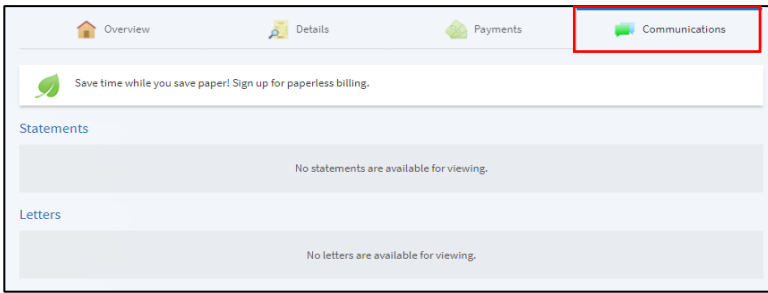 Overview
Details
Payments
Communications
Save time while you save paper! Sign up for paperless billing.
Statements
No statements are available for viewing.
Letters
No letters are available for viewing.